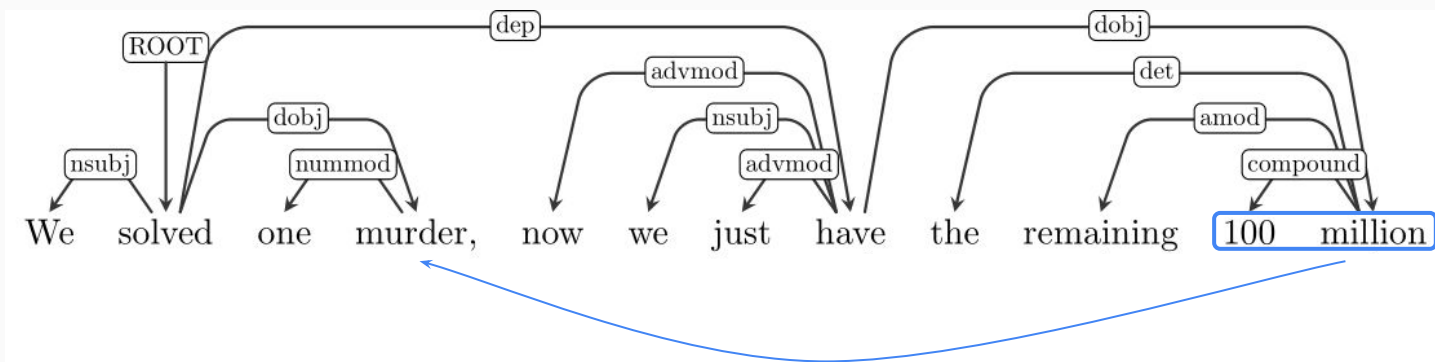 dep dobj
ROOT
advmod det
dobj nsubj amod
nsubj nummod advmod compound
We solved one murder, now we just have the remaining 100 million